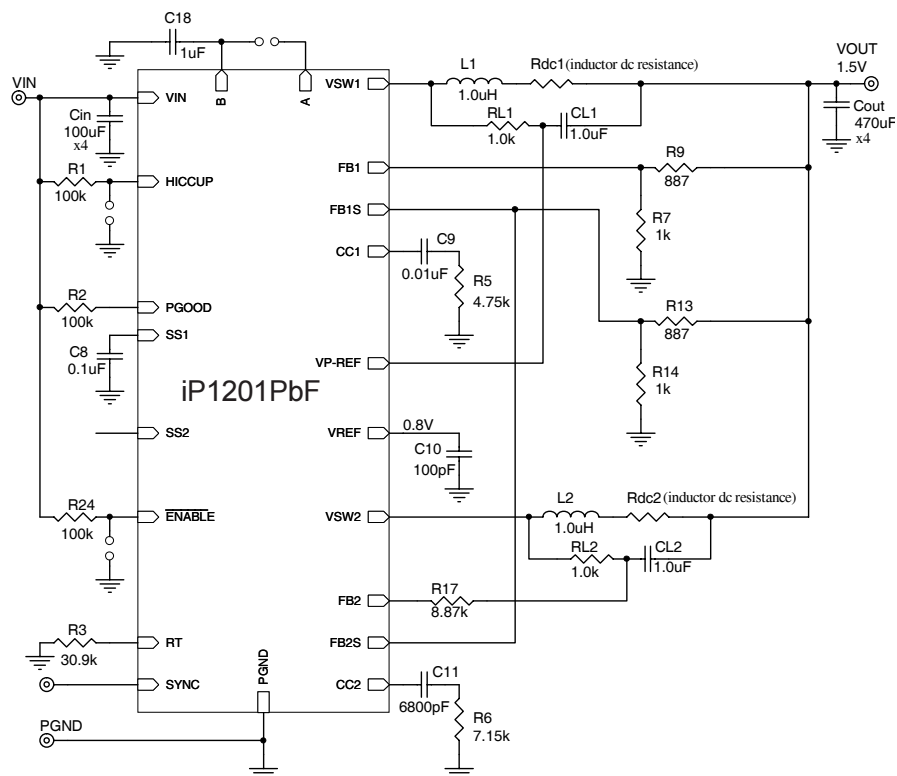 C18
1uF
VIN
VIN
B
A
VSW1
L1
1.0uH
Rdc1 (inductor dc resistance)
VOUT
1.5V
Cin
100uF
x4
RL1
1.0k
CL1
1.0uF
Cout
470uF
x4
R1
100k
HICCUP
FB1
R9
887
FB1S
R7
1k
CC1
C9
0.01uF
R5
4.75k
R2
100k
PGOOD
SS1
C8
0.1uF
R13
887
VP-REF
R14
1k
iP1201PbF
SS2
VREF
0.8V
C10
100pF
R24
100k
ENABLE
VSW2
L2
1.0uH
Rdc2 (inductor dc resistance)
RL2
1.0k
CL2
1.0uF
FB2
R17
8.87k
R3
30.9k
RT
FB2S
SYNC
PGND
CC2
C11
6800pF
R6
7.15k
PGND